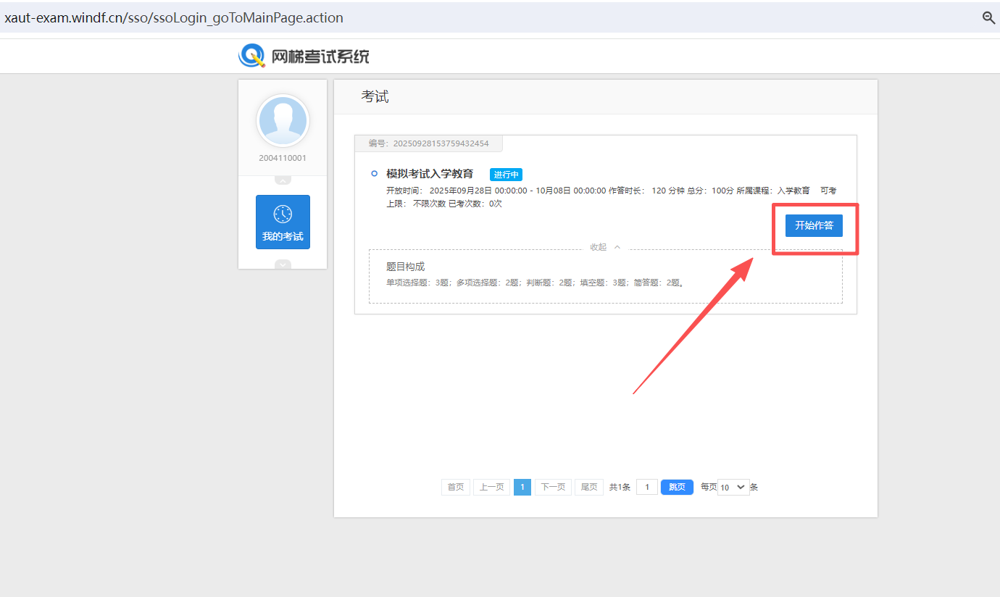 xaut-exam.windf.cn/sso/ssoLogin_goToMainPage.action
网梯考试系统
2004110001
我的考试
考试
编号：20250928153759432454
模拟考试入学教育 进行中
开放时间： 2025年09月28日 00:00:00 - 10月08日 00:00:00 作答时长： 120 分钟 总分：100分 所属课程：入学教育 可考
上限： 不限次数 已考次数：0次
开始作答
收起
题目构成
单项选择题：3题；多项选择题：2题；判断题：2题；填空题：3题；简答题：2题。
首页 上一页 1 下一页 尾页 共1条 1 跳页 每页 10 条